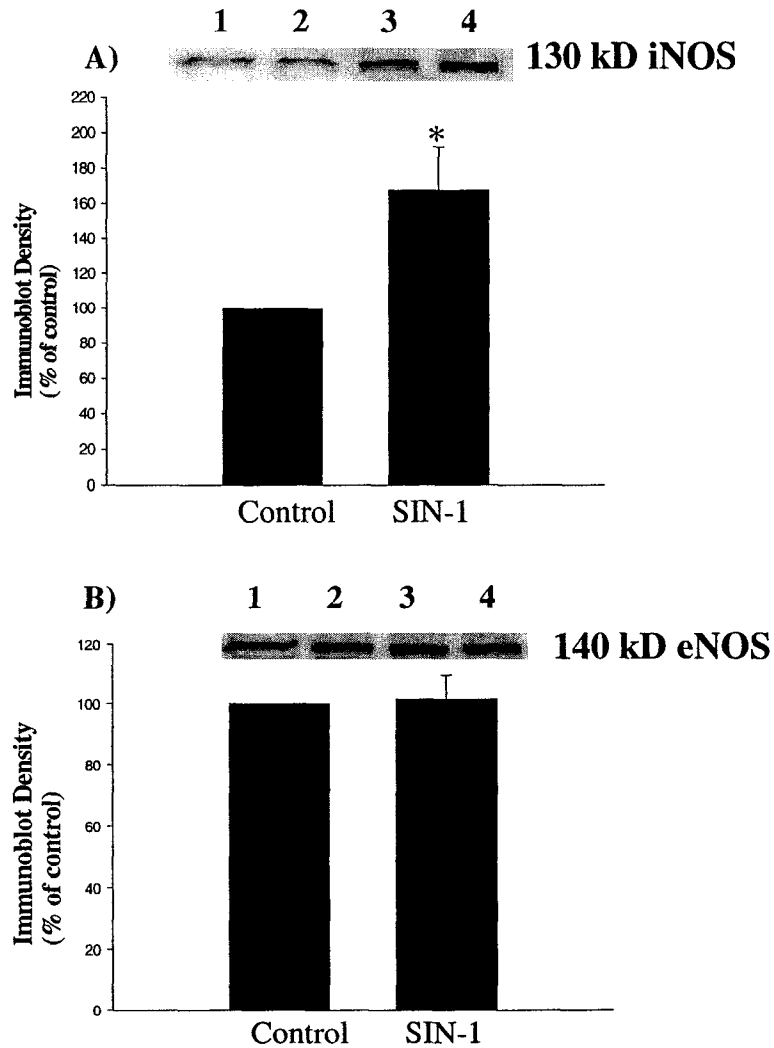 1 2 3 4
A) 130 kD iNOS
220
200
*
180
160
140
120
100
80
60
40
20
0
Immunoblot Density
(% of control)
Control SIN-1
B) 1 2 3 4
140 kD eNOS
120
100
80
60
40
20
0
Immunoblot Density
(% of control)
Control SIN-1